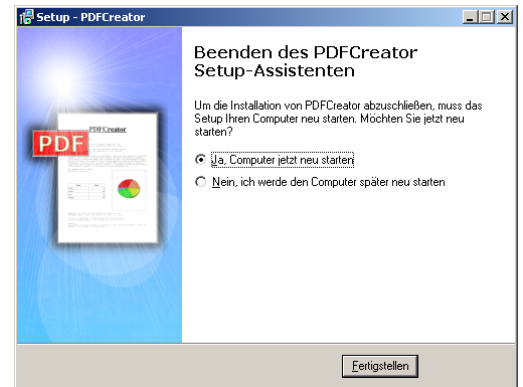 Setup - PDFCreator
Beenden des PDFCreator
Setup-Assistenten
Um die Installation von PDFCreator abzuschließen, muss das
Setup Ihren Computer neu starten. Möchten Sie jetzt neu
starten?
Ja, Computer jetzt neu starten
Nein, ich werde den Computer später neu starten
PDFCreator
PDF
Fertigstellen